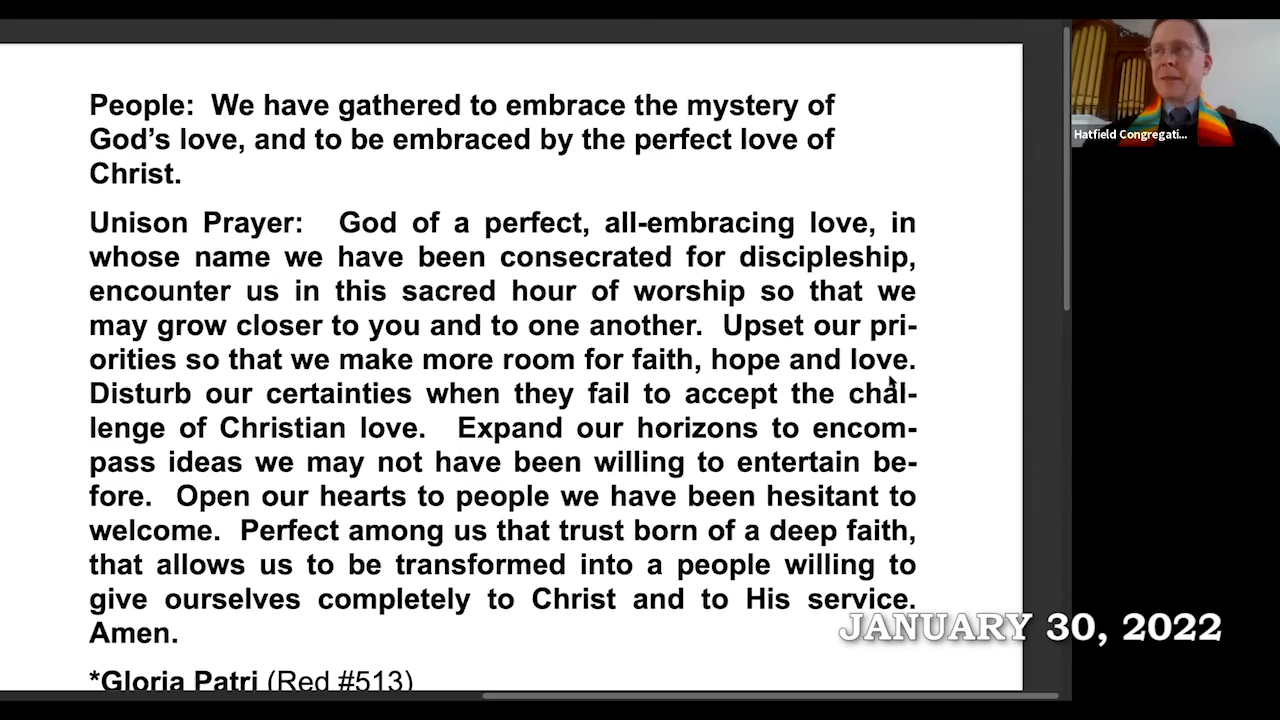 People: We have gathered to embrace the mystery of
God's love, and to be embraced by the perfect love of
Christ.
Unison Prayer: God of a perfect, all-embracing love, in
whose name we have been consecrated for discipleship,
encounter us in this sacred hour of worship so that we
may grow closer to you and to one another. Upset our pri-
orities so that we make more room for faith, hope and love.
Disturb our certainties when they fail to accept the chal-
lenge of Christian love. Expand our horizons to encom-
pass ideas we may not have been willing to entertain be-
fore. Open our hearts to people we have been hesitant to
welcome. Perfect among us that trust born of a deep faith,
that allows us to be transformed into a people willing to
give ourselves completely to Christ and to His service.
Amen.
*Gloria Patri (Red #513)
Hatfield Congregati...
JANUARY 30, 2022